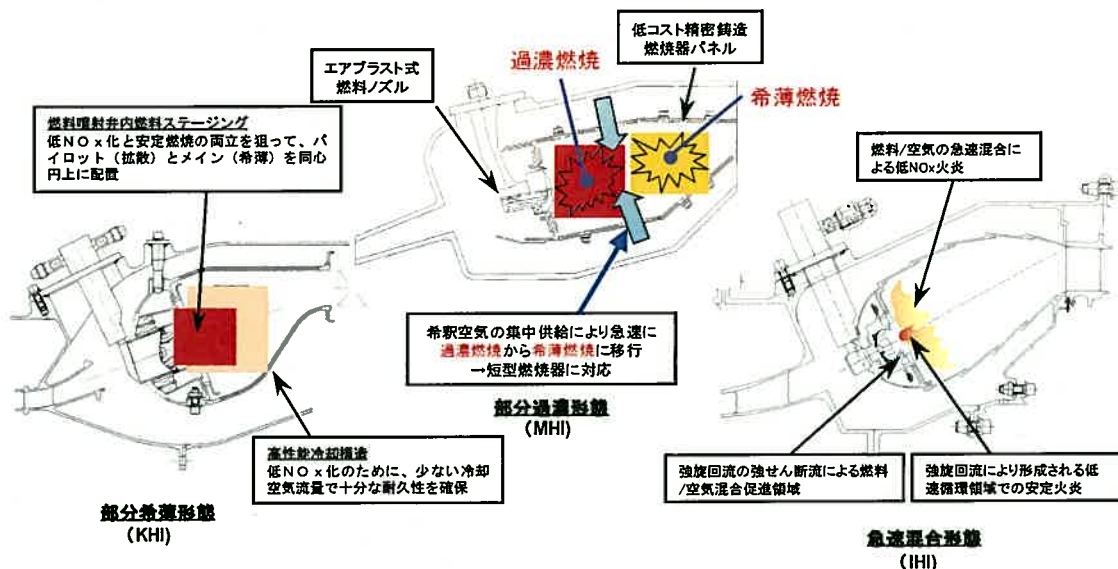 燃料噴射弁内燃料ステージング
低NOx化と安定燃焼の両立を狙って、パ
イロット（拡散）とメイン（希薄）を同心
円上に配置
高性能冷却構造
低NOx化のために、少ない冷却
空気流量で十分な耐久性を確保
部分希薄形態
(KHI)
エアブラスト式
燃料ノズル
過濃燃焼
低コスト精密鋳造
燃焼器パネル
希薄燃焼
希釈空気の集中供給により急速に
過濃燃焼から希薄燃焼に移行
→短型燃焼器に対応
部分過濃形態
(MHI)
燃料/空気の急速混合に
よる低NOx火炎
強旋回流の強せん断流による燃料
/空気混合促進領域
強旋回流により形成される低
速循環領域での安定火炎
急速混合形態
(IHI)